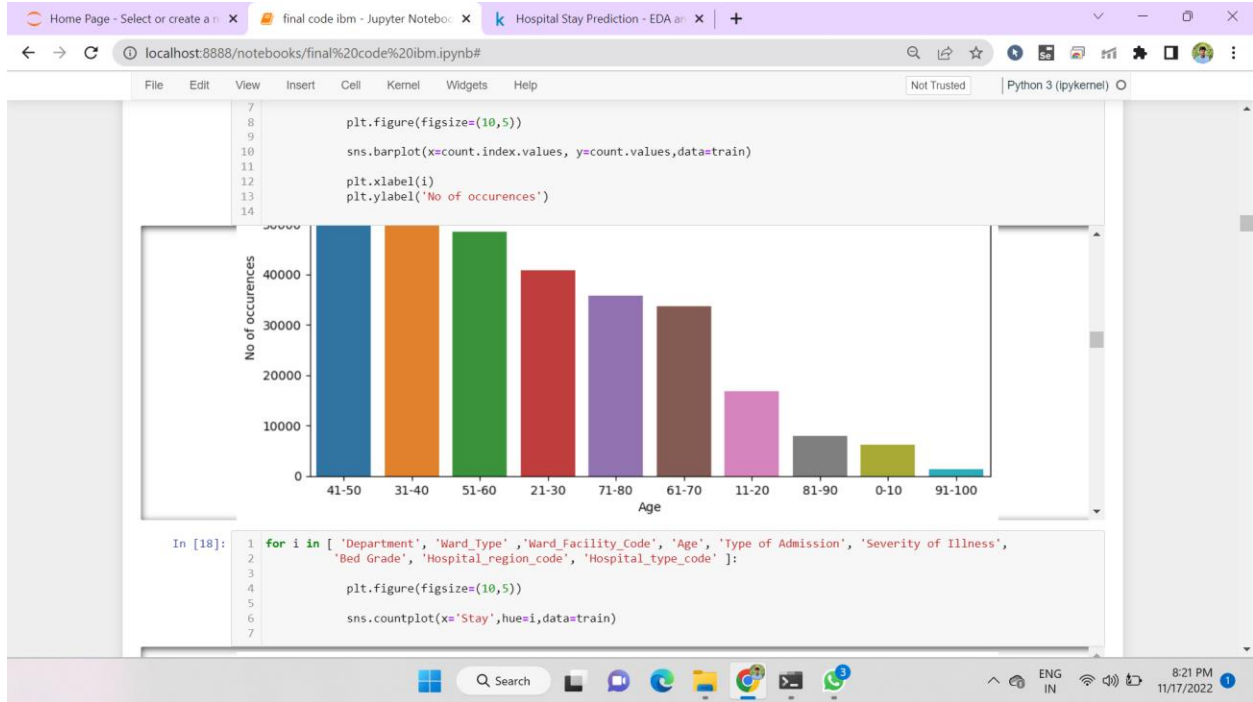 Home Page - Select or create a n
final code ibm - Jupyter Noteboo
Hospital Stay Prediction - EDA an
localhost:8888/notebooks/final%20code%20ibm.ipynb#
File Edit View Insert Cell Kernel Widgets Help Not Trusted Python 3 (ipykernel)
7
8 plt.figure(figsize=(10,5))
9
10 sns.barplot(x=count.index.values, y=count.values,data=train)
11
12 plt.xlabel(i)
13 plt.ylabel('No of occurences')
14
50000
40000
30000
20000
10000
0
No of occurences
41-50 31-40 51-60 21-30 71-80 61-70 11-20 81-90 0-10 91-100
Age
In [18]: 1 for i in [ 'Department', 'Ward_Type' ,'Ward_Facility_Code', 'Age', 'Type of Admission', 'Severity of Illness',
2 'Bed Grade', 'Hospital_region_code', 'Hospital_type_code' ]:
3
4 plt.figure(figsize=(10,5))
5
6 sns.countplot(x='Stay',hue=i,data=train)
7
Search
3
ENG
IN
8:21 PM
11/17/2022
1